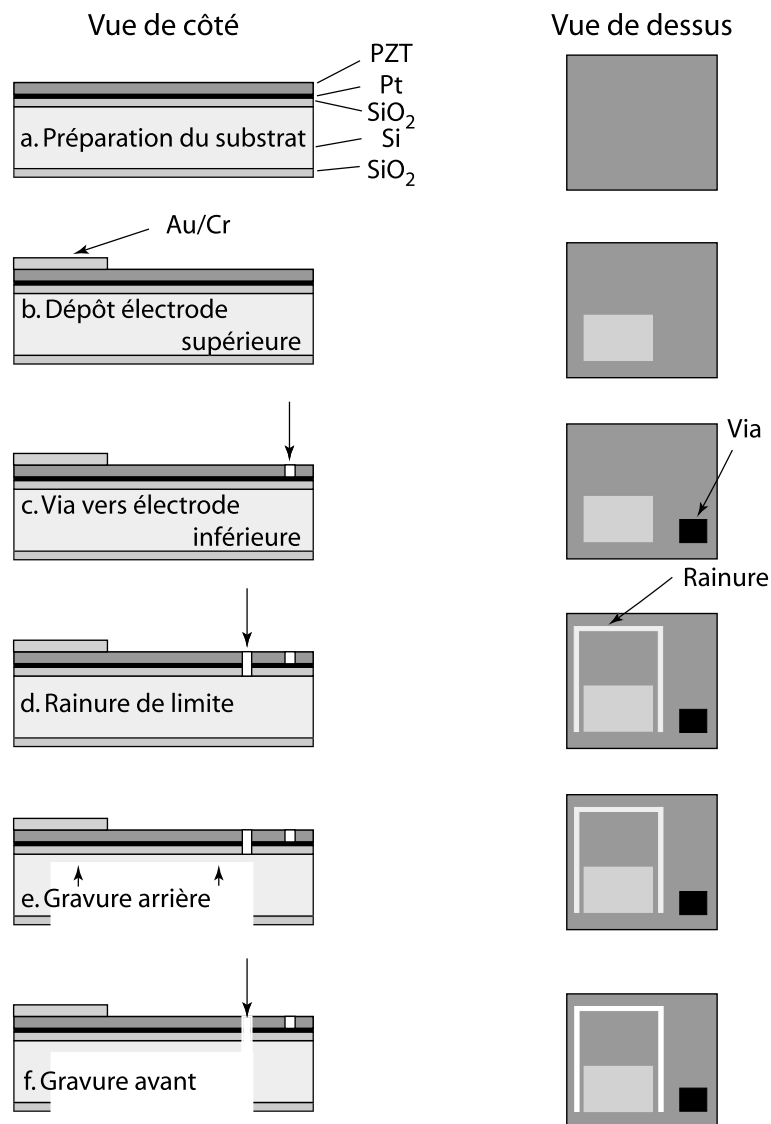 Vue de côté
Vue de dessus
PZT
Pt
SiO2
a. Préparation du substrat
Si
SiO2
Au/Cr
b. Dépôt électrode
supérieure
Via
c. Via vers électrode
inférieure
Rainure
d. Rainure de limite
e. Gravure arrière
f. Gravure avant